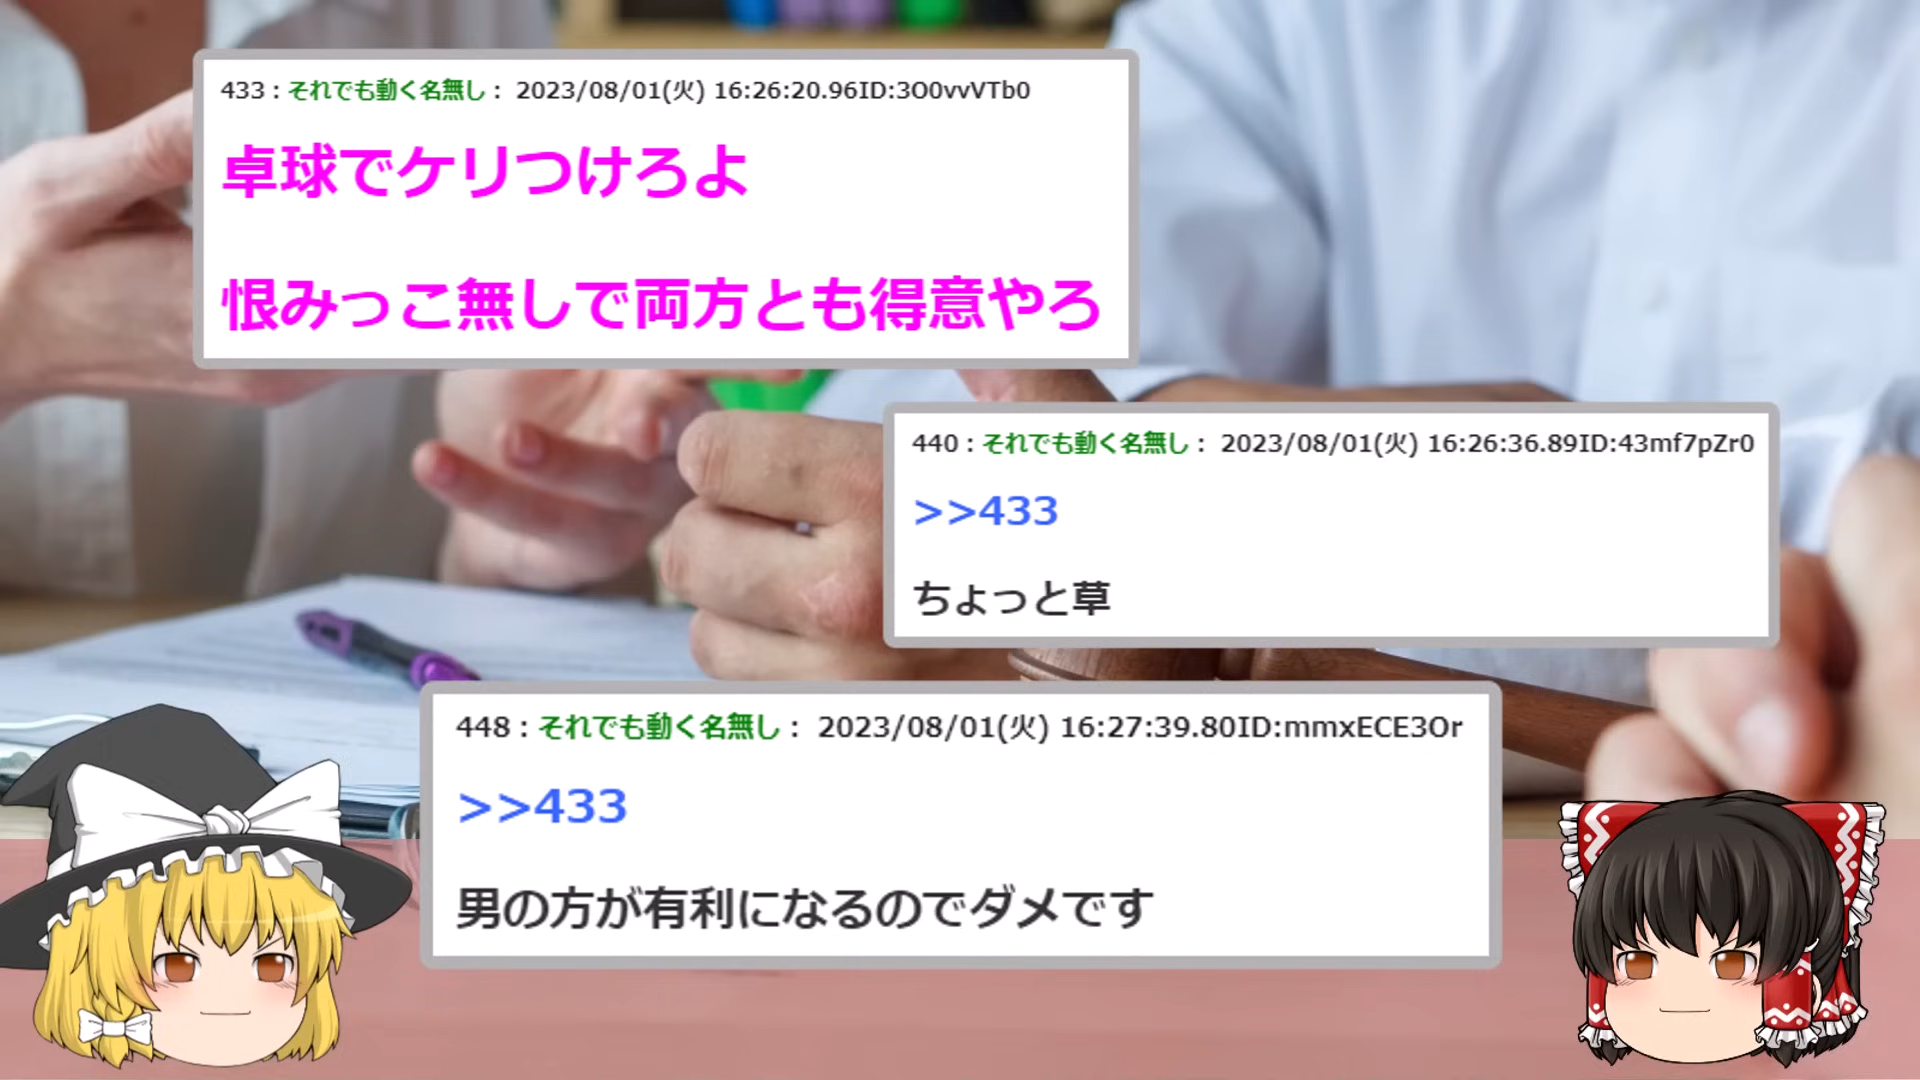 433：それでも動く名無し： 2023/08/01(火) 16:26:20.96ID:3O0vvVTb0
卓球でケリつけろよ
恨みっこ無しで両方とも得意やろ
440：それでも動く名無し： 2023/08/01(火) 16:26:36.89ID:43mf7pZr0
>>433
ちょっと草
448：それでも動く名無し： 2023/08/01(火) 16:27:39.80ID:mmxECE3Or
>>433
男の方が有利になるのでダメです